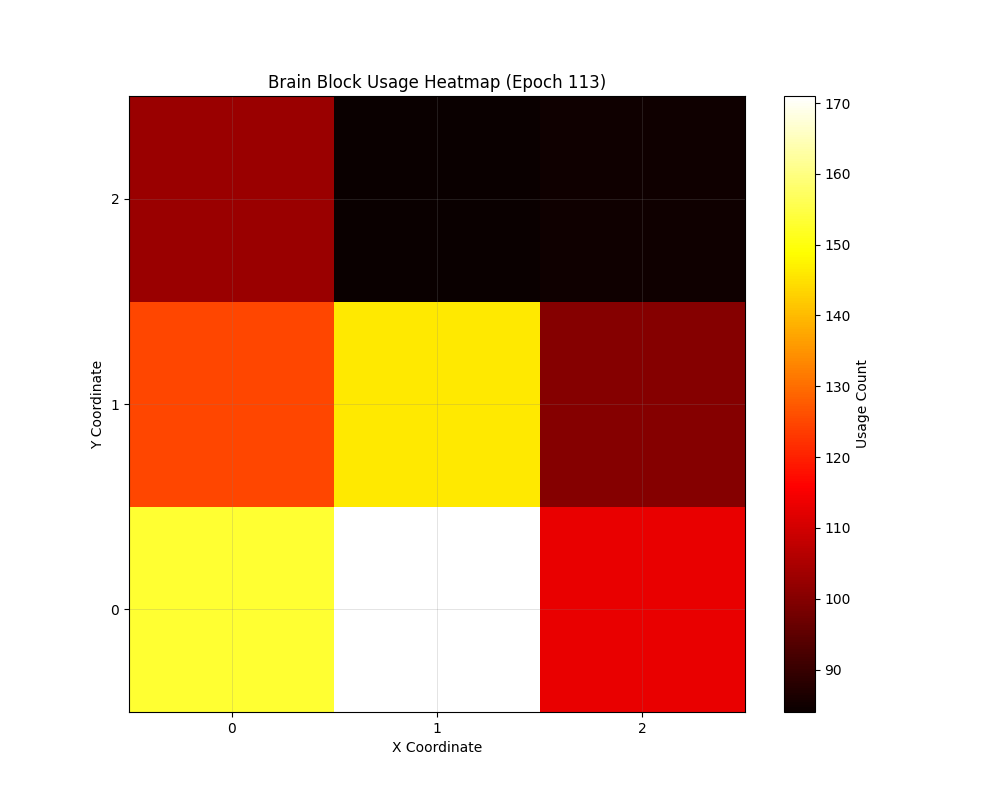 Brain Block Usage Heatmap (Epoch 113)
2
1
0
Y Coordinate
0 1 2
X Coordinate
170
160
150
140
130
120
110
100
90
Usage Count